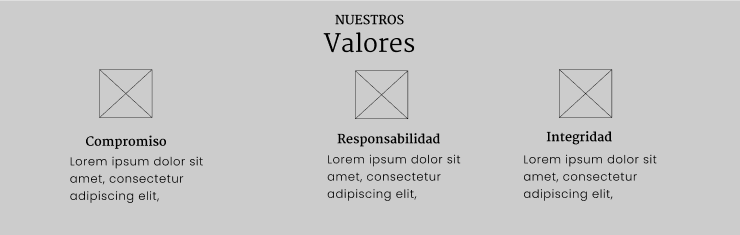 NUESTROS
Valores
Compromiso
Lorem ipsum dolor sit
amet, consectetur
adipiscing elit,
Responsabilidad
Lorem ipsum dolor sit
amet, consectetur
adipiscing elit,
Integridad
Lorem ipsum dolor sit
amet, consectetur
adipiscing elit,